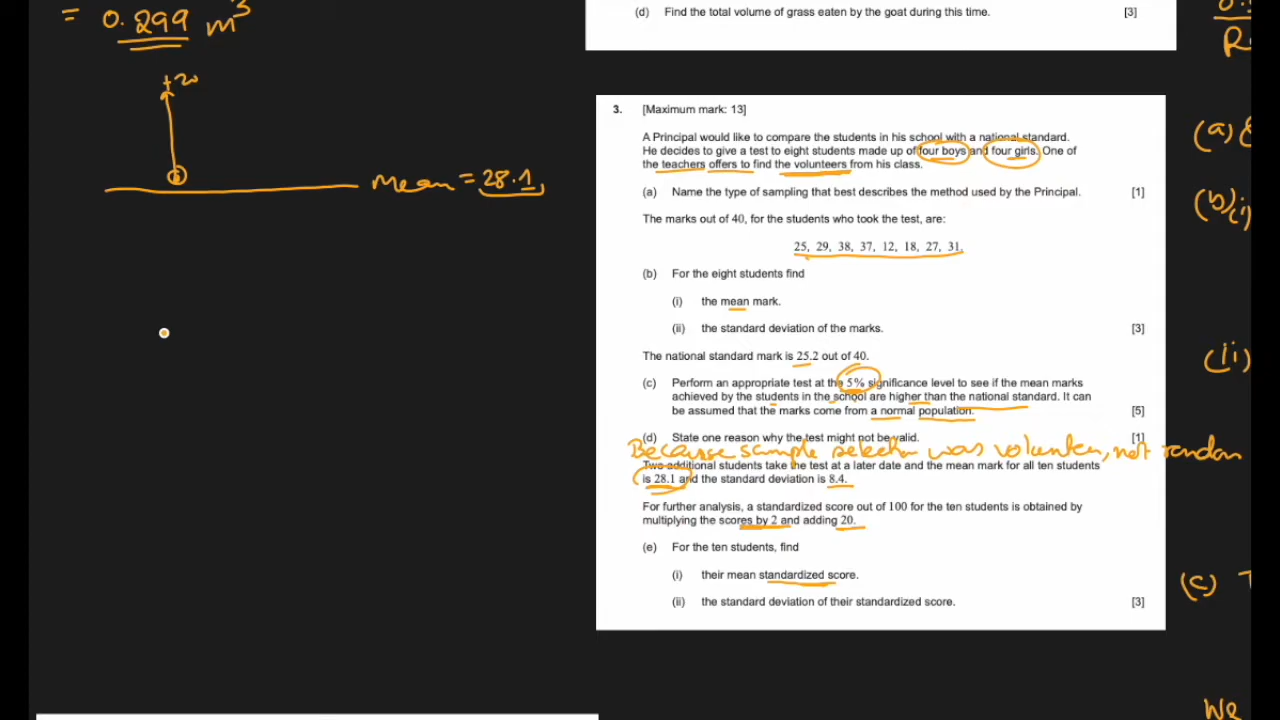 = 0.299 m³
(d) Find the total volume of grass eaten by the goat during this time. [3]
+20
Mean = 28.1
3. [Maximum mark: 13]
A Principal would like to compare the students in his school with a national standard.
He decides to give a test to eight students made up of four boys and four girls. One of
the teachers offers to find the volunteers from his class.
(a) Name the type of sampling that best describes the method used by the Principal. [1]
The marks out of 40, for the students who took the test, are:
25, 29, 38, 37, 12, 18, 27, 31.
(b) For the eight students find
(i) the mean mark.
(ii) the standard deviation of the marks. [3]
The national standard mark is 25.2 out of 40.
(c) Perform an appropriate test at the 5% significance level to see if the mean marks
achieved by the students in the school are higher than the national standard. It can
be assumed that the marks come from a normal population. [5]
(d) State one reason why the test might not be valid. [1]
Because sample selection was volunteer, not random
Two additional students take the test at a later date and the mean mark for all ten students
is 28.1 and the standard deviation is 8.4.
For further analysis, a standardized score out of 100 for the ten students is obtained by
multiplying the scores by 2 and adding 20.
(e) For the ten students, find
(i) their mean standardized score.
(ii) the standard deviation of their standardized score. [3]
(a)
(b)(i)
(ii)
(c)
We